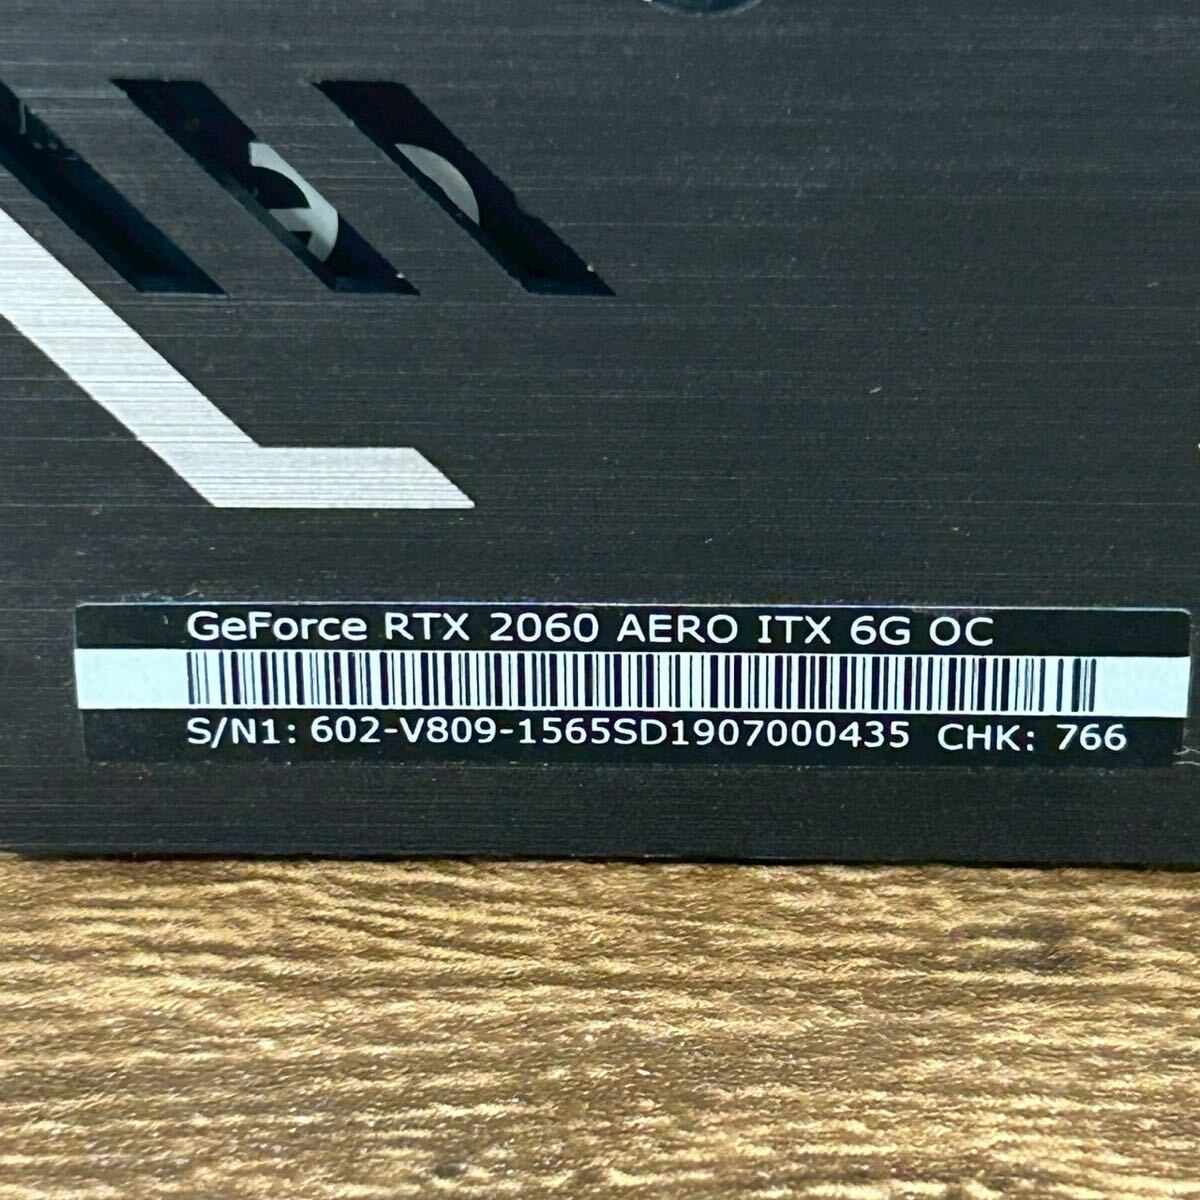 GeForce RTX 2060 AERO ITX 6G OC
S/N1: 602-V809-1565SD1907000435 CHK: 766